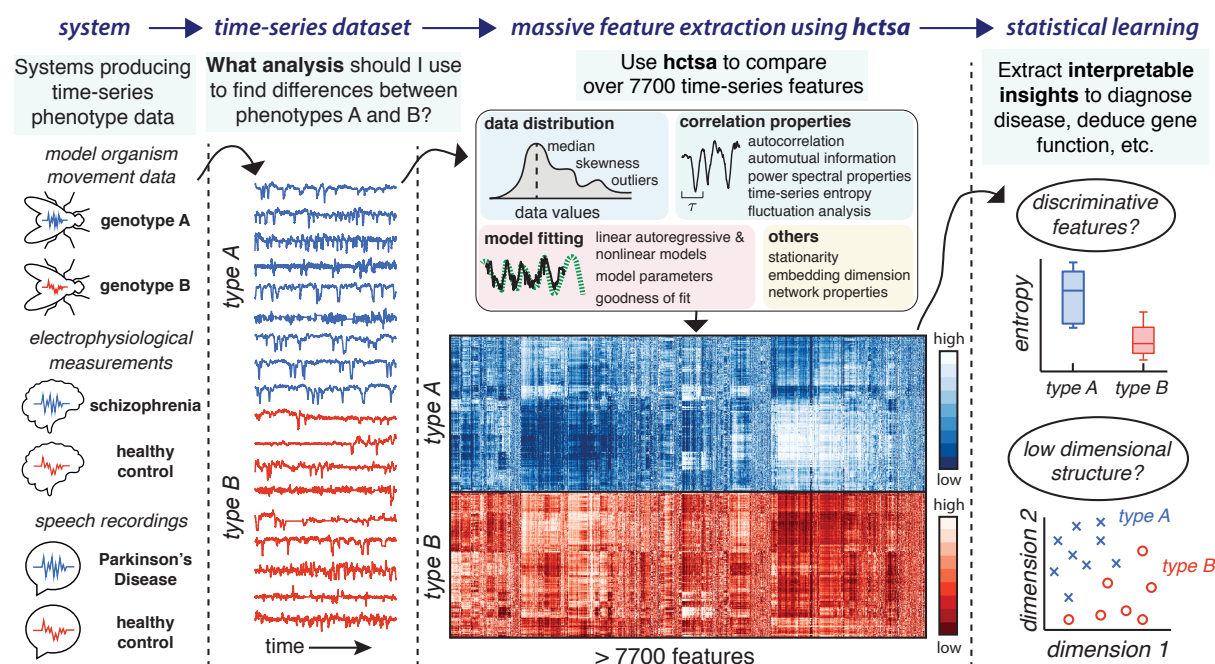 system
time-series dataset
massive feature extraction using hctsa
statistical learning
Systems producing
time-series
phenotype data
model organism
movement data
genotype A
genotype B
electrophysiological
measurements
schizophrenia
healthy
control
speech recordings
Parkinson's
Disease
healthy
control
What analysis should I use
to find differences between
phenotypes A and B?
type A
type B
time
Use hctsa to compare
over 7700 time-series features
data distribution
median
skewness
outliers
data values
correlation properties
τ
autocorrelation
automutual information
power spectral properties
time-series entropy
fluctuation analysis
model fitting
linear autoregressive &
nonlinear models
model parameters
goodness of fit
others
stationarity
embedding dimension
network properties
type A
type B
high
low
high
low
> 7700 features
Extract interpretable
insights to diagnose
disease, deduce gene
function, etc.
discriminative
features?
entropy
type A
type B
low dimensional
structure?
dimension 2
type A
type B
dimension 1